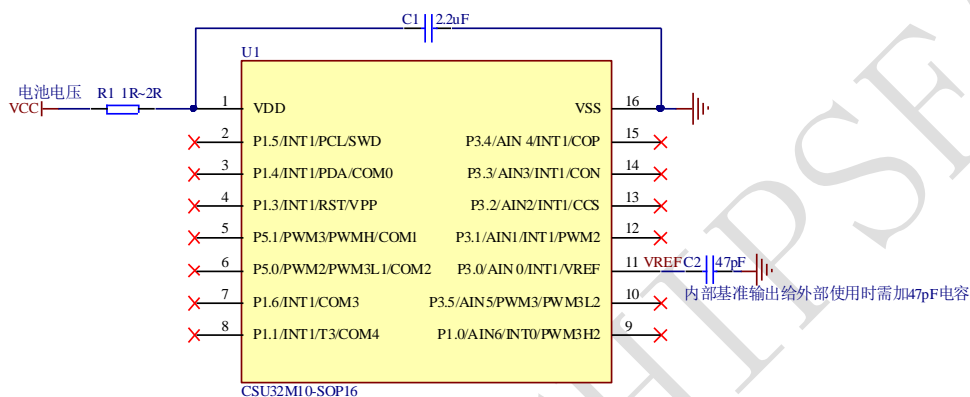 C1 2.2uF
U1
电池电压
VCC R1 1R~2R
1 VDD VSS 16
2 P1.5/INT1/PCL/SWD P3.4/AIN 4/INT1/COP 15
3 P1.4/INT1/PDA/COM0 P3.3/AIN3/INT1/CON 14
4 P1.3/INT1/RST/VPP P3.2/AIN2/INT1/CCS 13
5 P5.1/PWM3/PWMH/COM1 P3.1/AIN1/INT1/PWM2 12
6 P5.0/PWM2/PWM3L1/COM2 P3.0/AIN 0/INT1/VREF 11 VREF C2 47pF
内部基准输出给外部使用时需加47pF电容
7 P1.6/INT1/COM3 P3.5/AIN5/PWM3/PWM3L2 10
8 P1.1/INT1/T3/COM4 P1.0/AIN6/INT0/PWM3H2 9
CSU32M10-SOP16
HIPSE